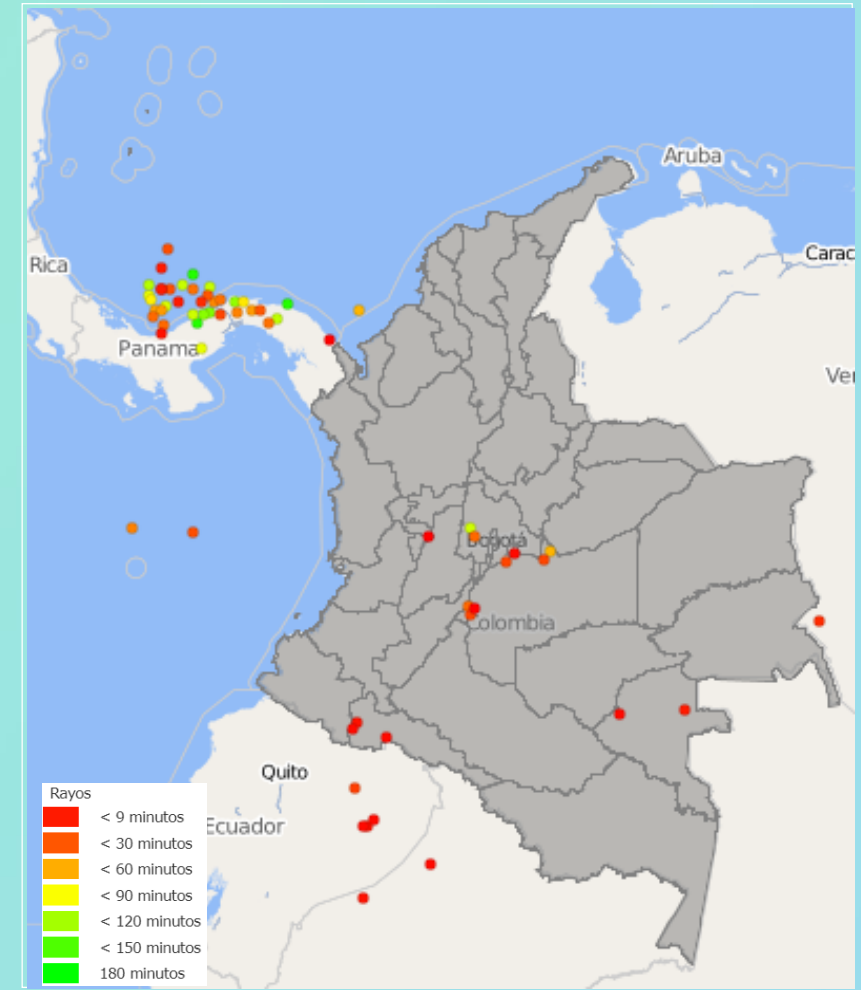 Aruba
Rica
Carac
Panama
Ver
Bogotá
Colombia
Quito
Ecuador
Rayos
< 9 minutos
< 30 minutos
< 60 minutos
< 90 minutos
< 120 minutos
< 150 minutos
180 minutos